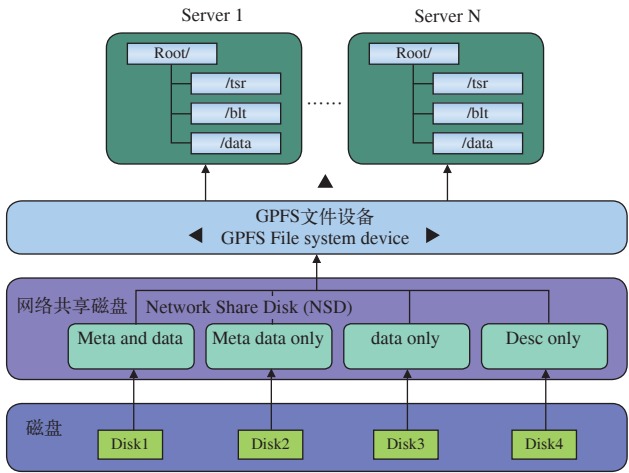 Server 1
Server N
Root/
/tsr
/blt
/data
……
Root/
/tsr
/blt
/data
GPFS文件设备
GPFS File system device
网络共享磁盘 Network Share Disk (NSD)
Meta and data
Meta data only
data only
Desc only
磁盘
Disk1
Disk2
Disk3
Disk4